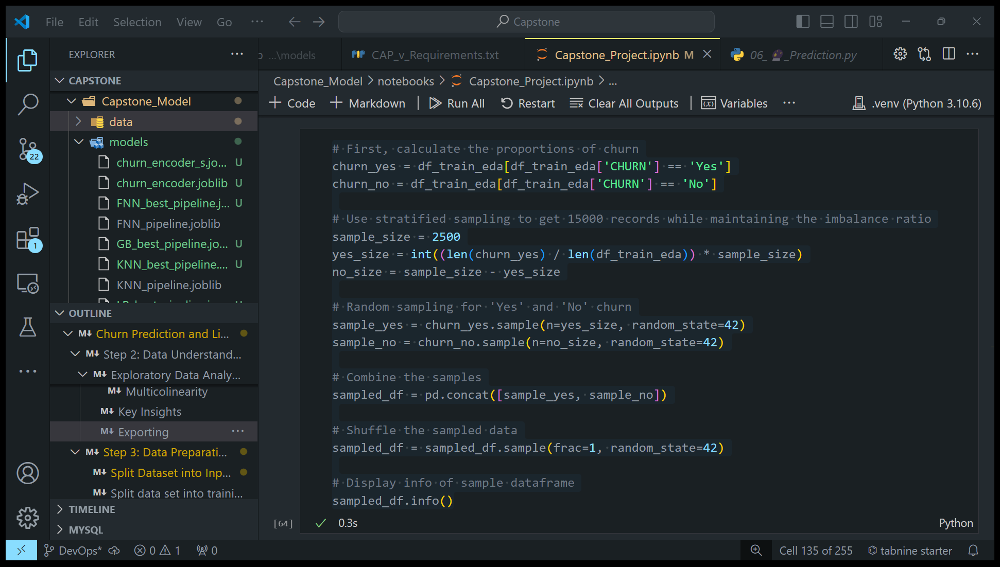 File Edit Selection View Go ··· Capstone
EXPLORER ···
CAPSTONE
Capstone_Model
data
models
churn_encoder_s.jo... U
churn_encoder.joblib U
FNN_best_pipeline.j... U
FNN_pipeline.joblib
GB_best_pipeline.jo... U
KNN_best_pipeline.... U
KNN_pipeline.joblib
OUTLINE
Churn Prediction and Li...
Step 2: Data Understand...
Exploratory Data Analy...
Multicolinearity
Key Insights
Exporting ···
Step 3: Data Preparati...
Split Dataset into Inp...
Split data set into traini...
TIMELINE
MYSQL
22
1
...\models CAP_v_Requirements.txt Capstone_Project.ipynb M 06_🔮_Prediction.py
Capstone_Model > notebooks > Capstone_Project.ipynb > ...
+ Code + Markdown | Run All Restart Clear All Outputs | Variables ··· .venv (Python 3.10.6)
# First, calculate the proportions of churn
churn_yes = df_train_eda[df_train_eda['CHURN'] == 'Yes']
churn_no = df_train_eda[df_train_eda['CHURN'] == 'No']
# Use stratified sampling to get 15000 records while maintaining the imbalance ratio
sample_size = 2500
yes_size = int((len(churn_yes) / len(df_train_eda)) * sample_size)
no_size = sample_size - yes_size
# Random sampling for 'Yes' and 'No' churn
sample_yes = churn_yes.sample(n=yes_size, random_state=42)
sample_no = churn_no.sample(n=no_size, random_state=42)
# Combine the samples
sampled_df = pd.concat([sample_yes, sample_no])
# Shuffle the sampled data
sampled_df = sampled_df.sample(frac=1, random_state=42)
# Display info of sample dataframe
sampled_df.info()
[64] ✓ 0.3s Python
DevOps* 0 1 0 Cell 135 of 255 tabnine starter